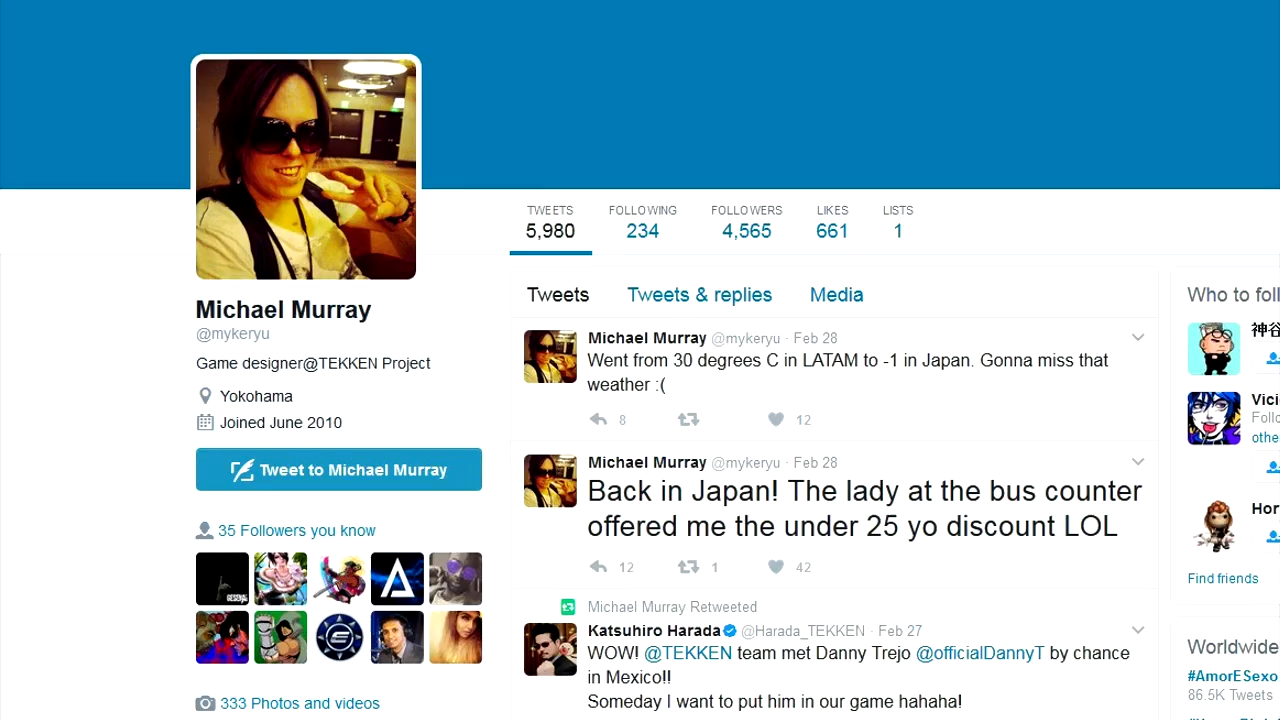 TWEETS FOLLOWING FOLLOWERS LIKES LISTS
5,980 234 4,565 661 1
Michael Murray
@mykeryu
Game designer@TEKKEN Project
Yokohama
Joined June 2010
Tweet to Michael Murray
35 Followers you know
333 Photos and videos
Tweets Tweets & replies Media
Michael Murray @mykeryu · Feb 28
Went from 30 degrees C in LATAM to -1 in Japan. Gonna miss that
weather :(
8 12
Michael Murray @mykeryu · Feb 28
Back in Japan! The lady at the bus counter
offered me the under 25 yo discount LOL
12 1 42
Michael Murray Retweeted
Katsuhiro Harada @Harada_TEKKEN · Feb 27
WOW! @TEKKEN team met Danny Trejo @officialDannyT by chance
in Mexico!!
Someday I want to put him in our game hahaha!
Who to foll
神谷
Vici
Follo
othe
Hor
Find friends
Worldwide
#AmorESexo
86.5K Tweets